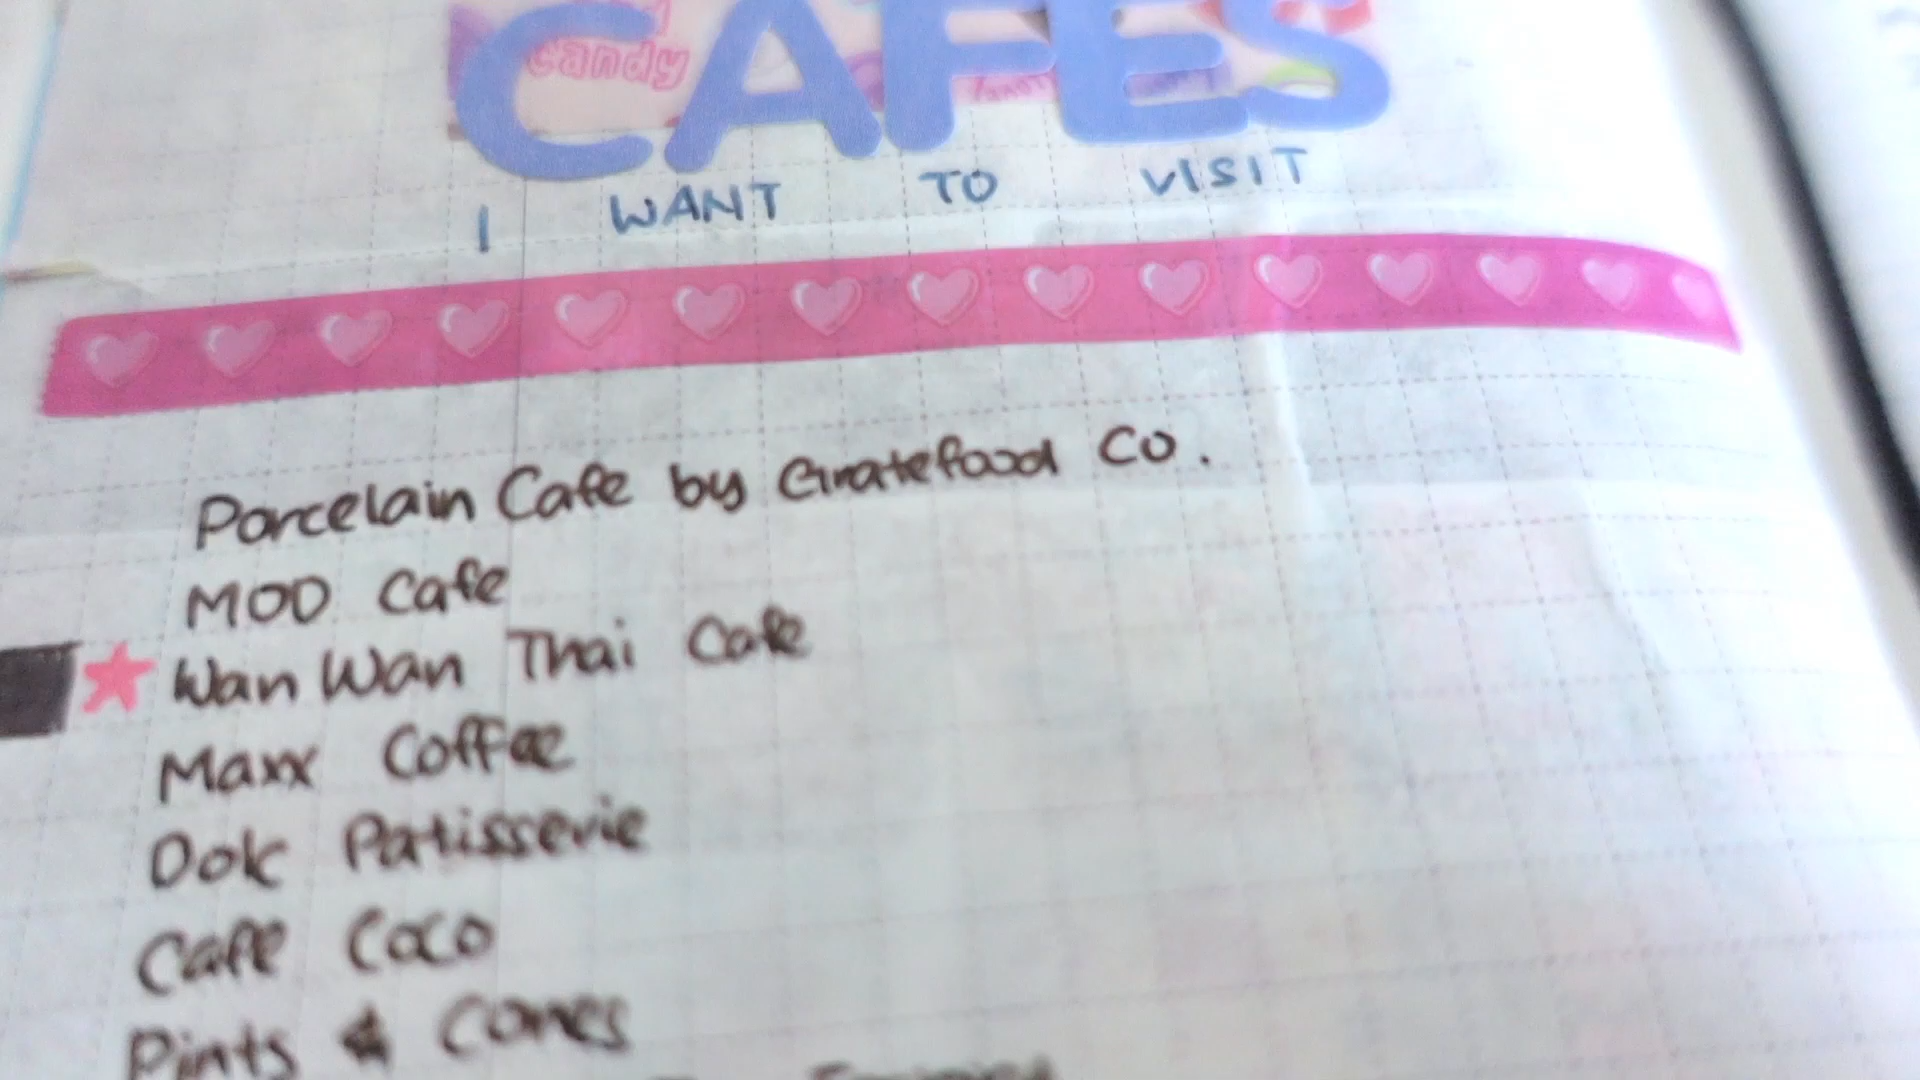 candy
CAFES
I WANT TO VISIT
Porcelain Cafe by Gratefood Co.
MOD Cafe
Wan Wan Thai Cafe
Maxx Coffee
Dok Patisserie
Cafe Coco
Pints & Cones